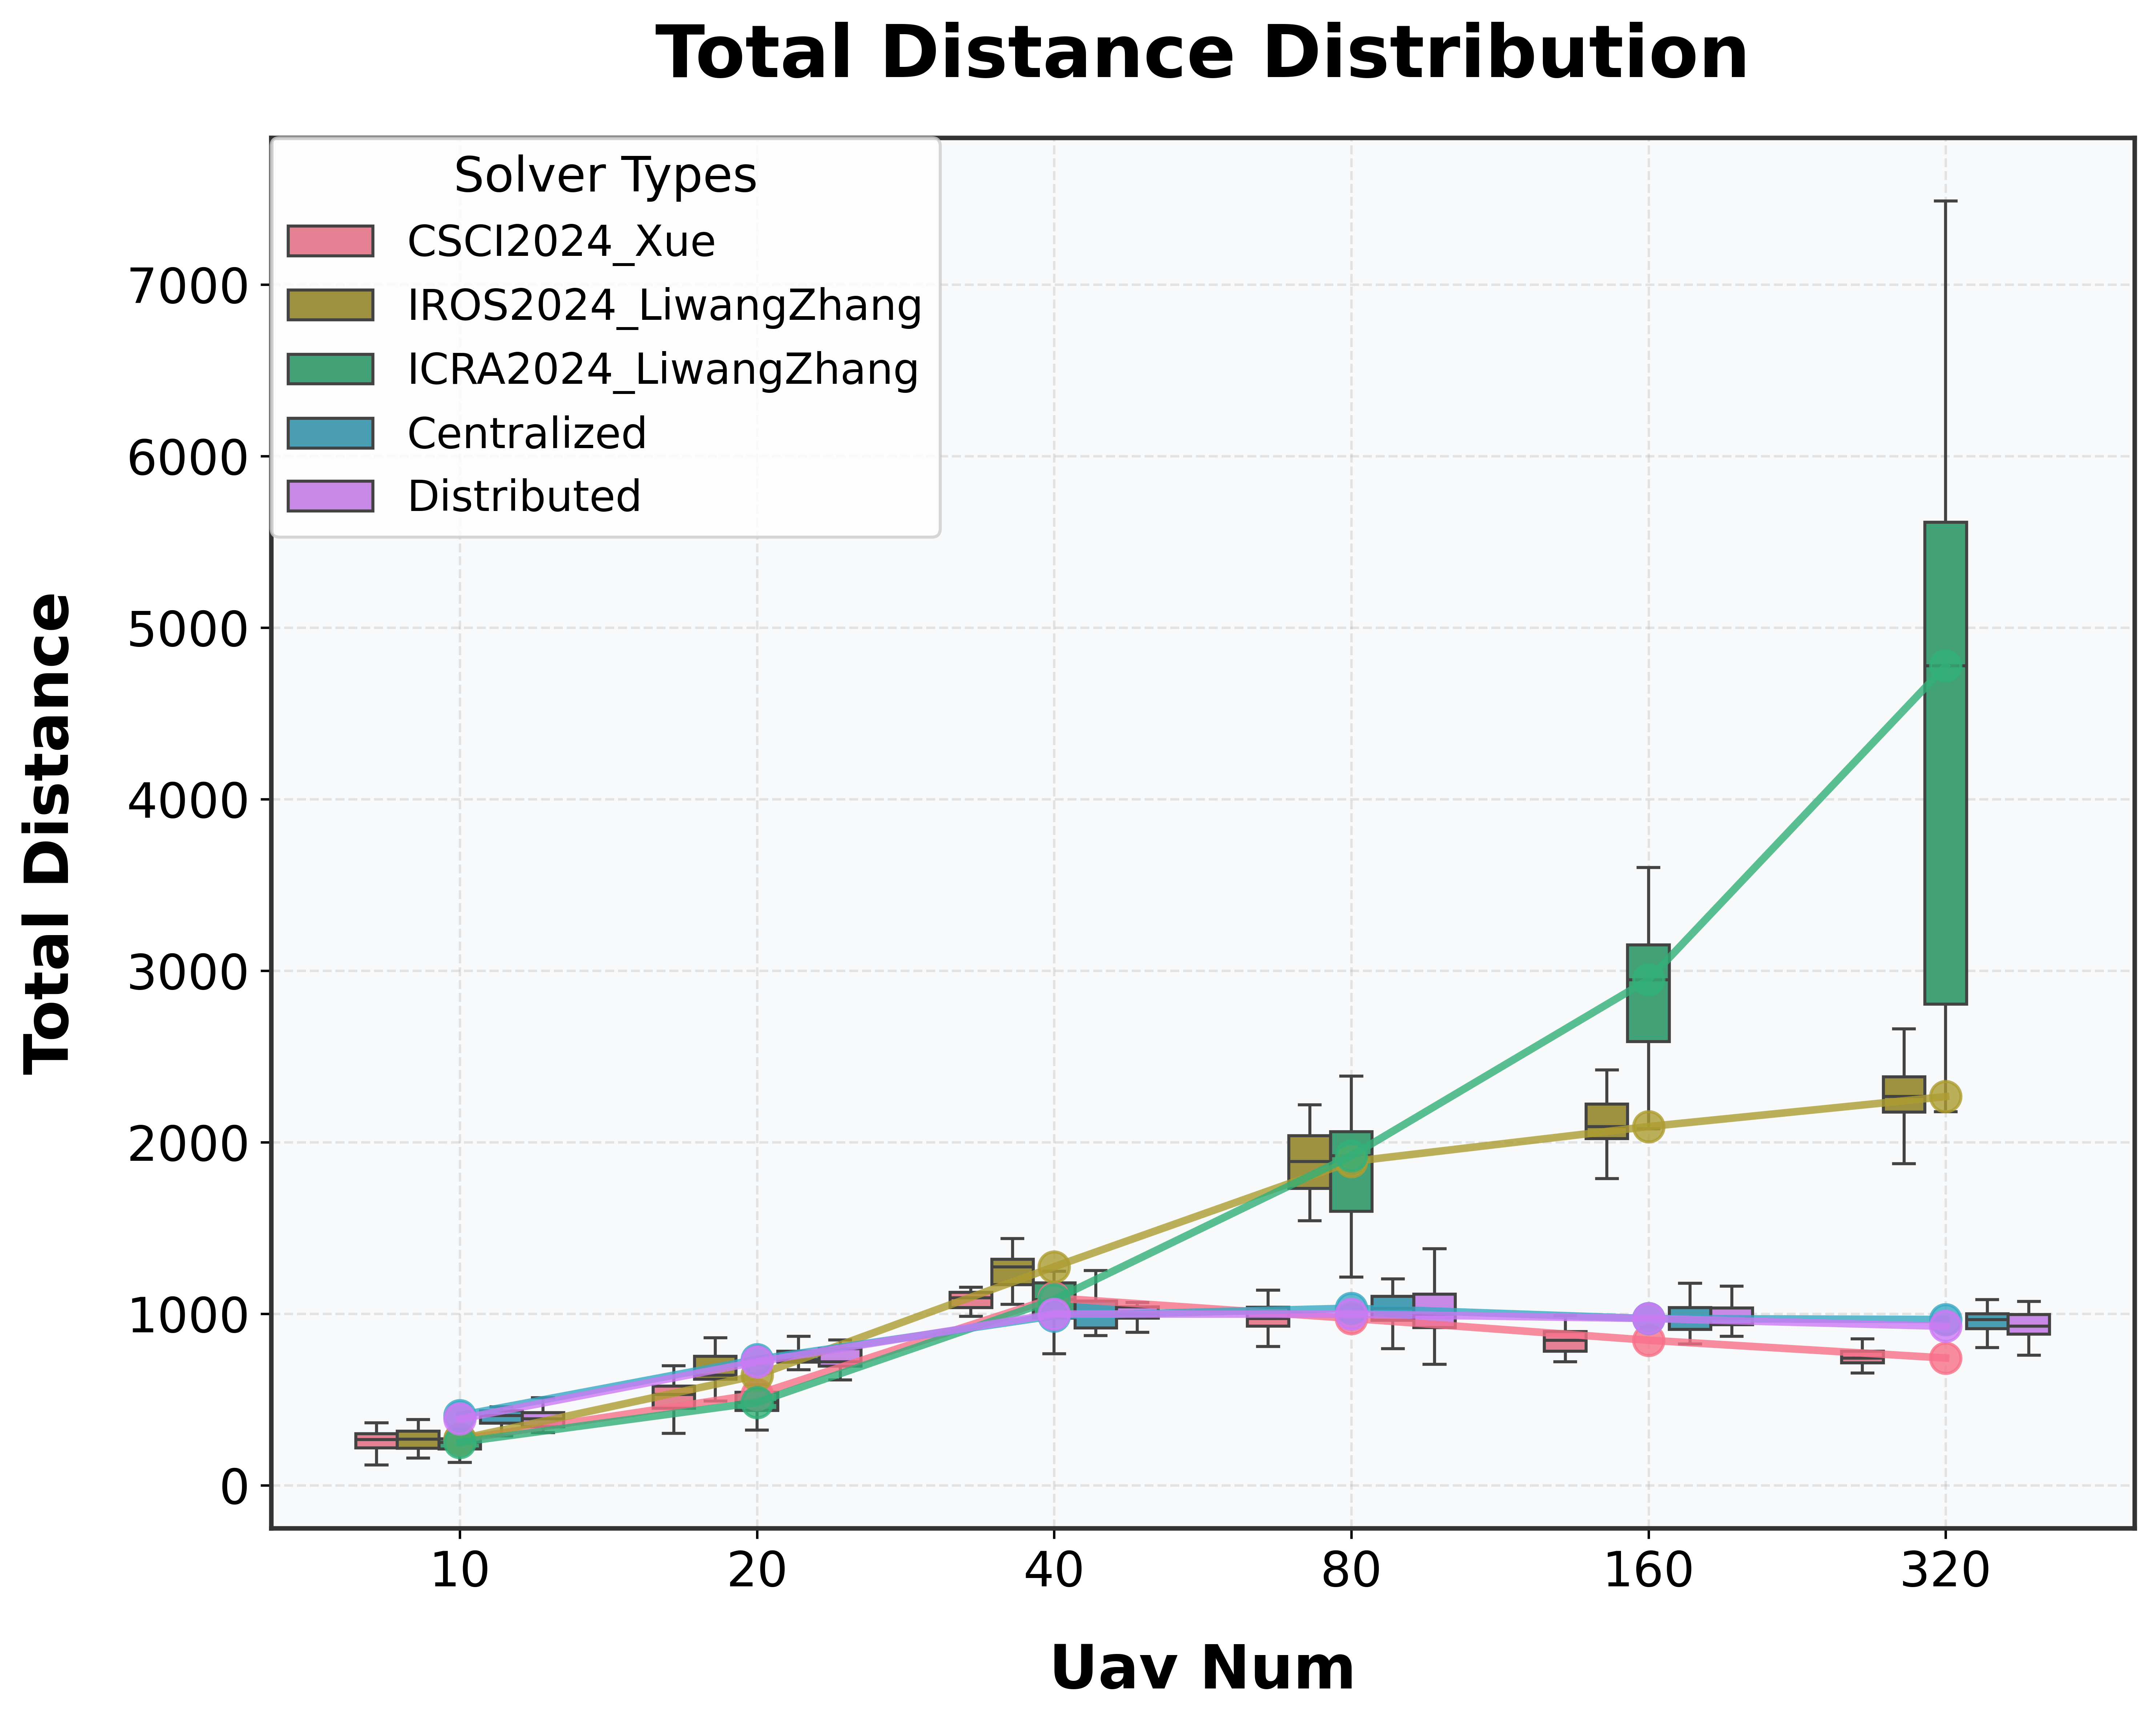 Total Distance Distribution
Solver Types
CSCI2024_Xue
IROS2024_LiwangZhang
ICRA2024_LiwangZhang
Centralized
Distributed
Total Distance
7000
6000
5000
4000
3000
2000
1000
0
10 20 40 80 160 320
Uav Num